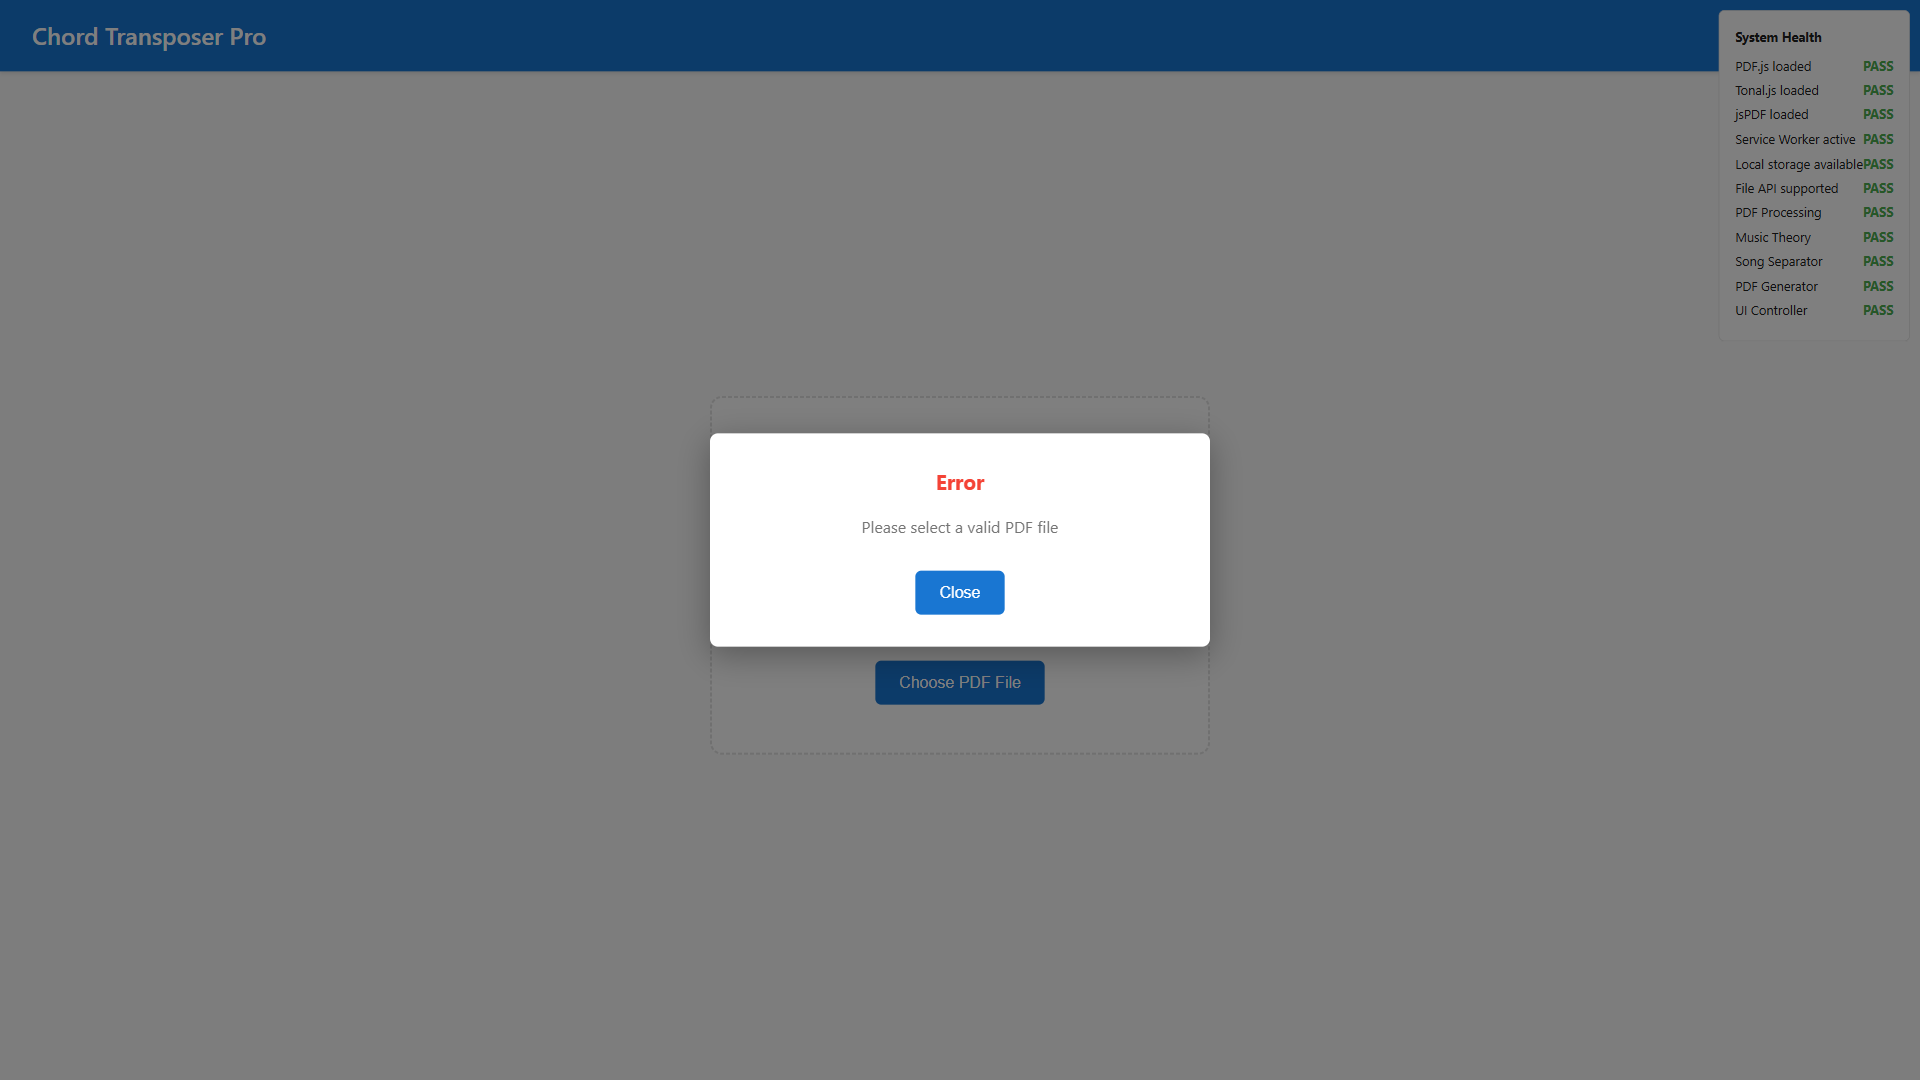 Chord Transposer Pro
System Health
PDF.js loaded PASS
Tonal.js loaded PASS
jsPDF loaded PASS
Service Worker active PASS
Local storage available PASS
File API supported PASS
PDF Processing PASS
Music Theory PASS
Song Separator PASS
PDF Generator PASS
UI Controller PASS
Error
Please select a valid PDF file
Close
Choose PDF File